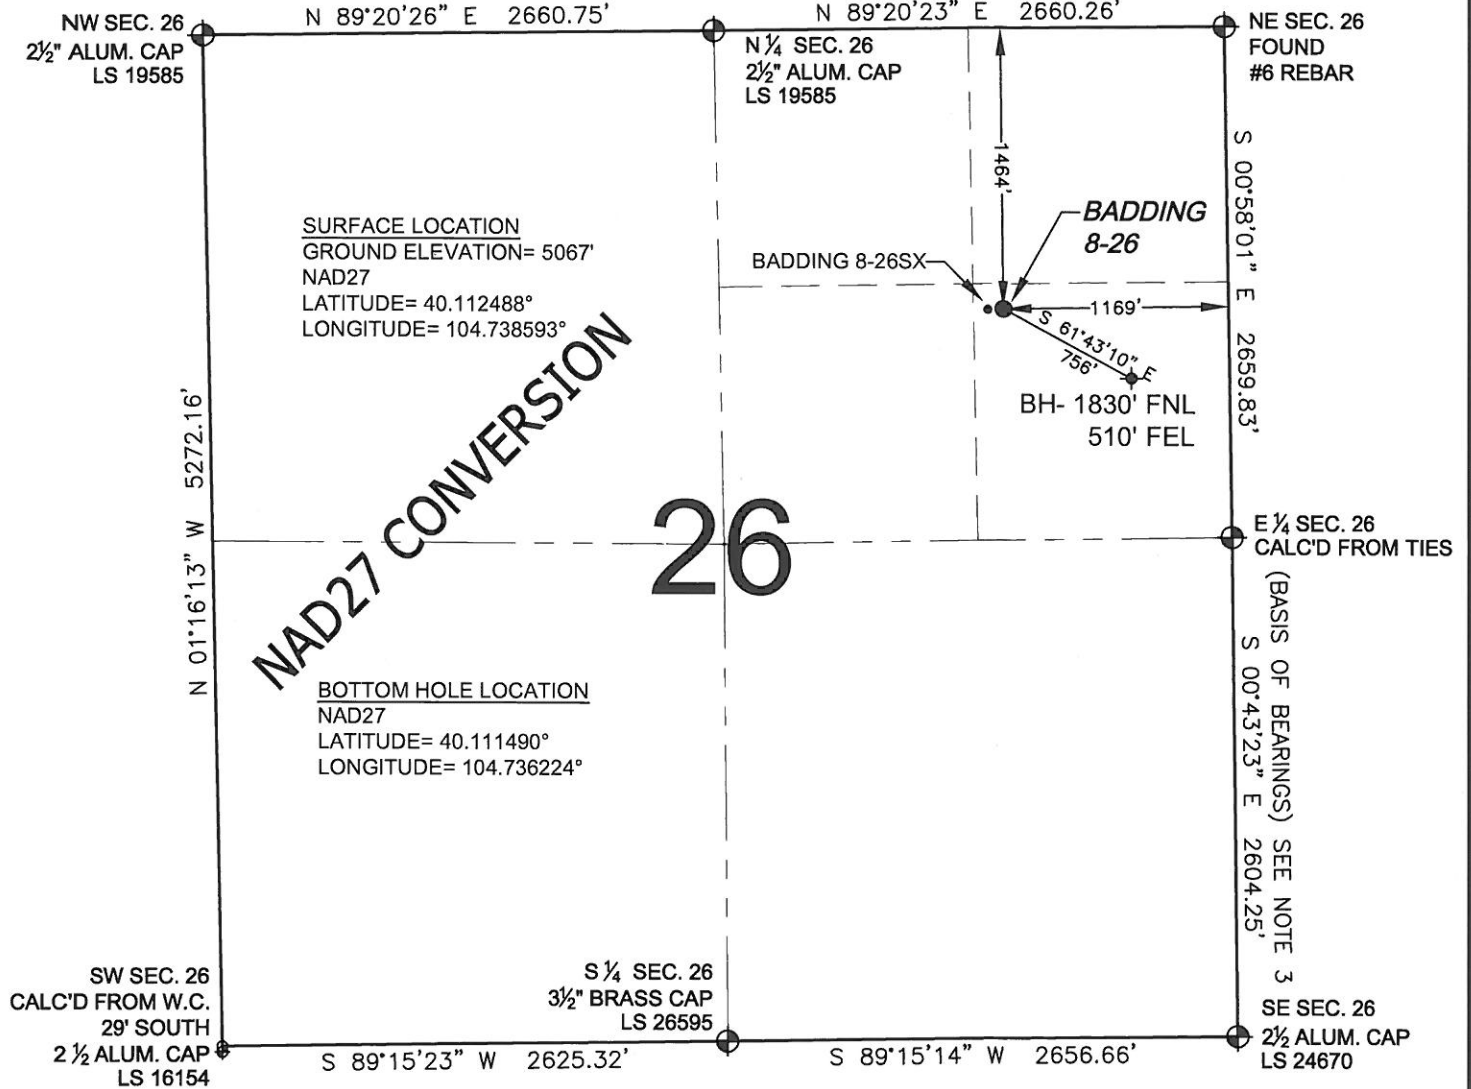 N 89°20'26" E 2660.75'
N 89°20'23" E 2660.26'
NW SEC. 26
2½" ALUM. CAP
LS 19585
N ¼ SEC. 26
2½" ALUM. CAP
LS 19585
NE SEC. 26
FOUND
#6 REBAR
S 00°58'01" E 2659.83'
1464'
BADDING
8-26
BADDING 8-26SX
1169'
S 61°43'10" E
756'
BH- 1830' FNL
510' FEL
SURFACE LOCATION
GROUND ELEVATION= 5067'
NAD27
LATITUDE= 40.112488°
LONGITUDE= 104.738593°
NAD27 CONVERSION
N 01°16'13" W 5272.16'
26
E ¼ SEC. 26
CALC'D FROM TIES
(BASIS OF BEARINGS) SEE NOTE 3
S 00°43'23" E 2604.25'
BOTTOM HOLE LOCATION
NAD27
LATITUDE= 40.111490°
LONGITUDE= 104.736224°
SW SEC. 26
CALC'D FROM W.C.
29' SOUTH
2 ½ ALUM. CAP
LS 16154
S ¼ SEC. 26
3½" BRASS CAP
LS 26595
SE SEC. 26
2½ ALUM. CAP
LS 24670
S 89°15'23" W 2625.32'
S 89°15'14" W 2656.66'